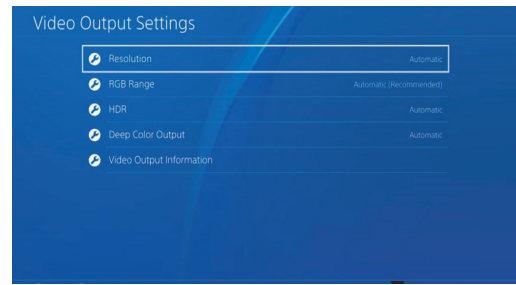 Video Output Settings
Resolution Automatic
RGB Range Automatic (Recommended)
HDR Automatic
Deep Color Output Automatic
Video Output Information